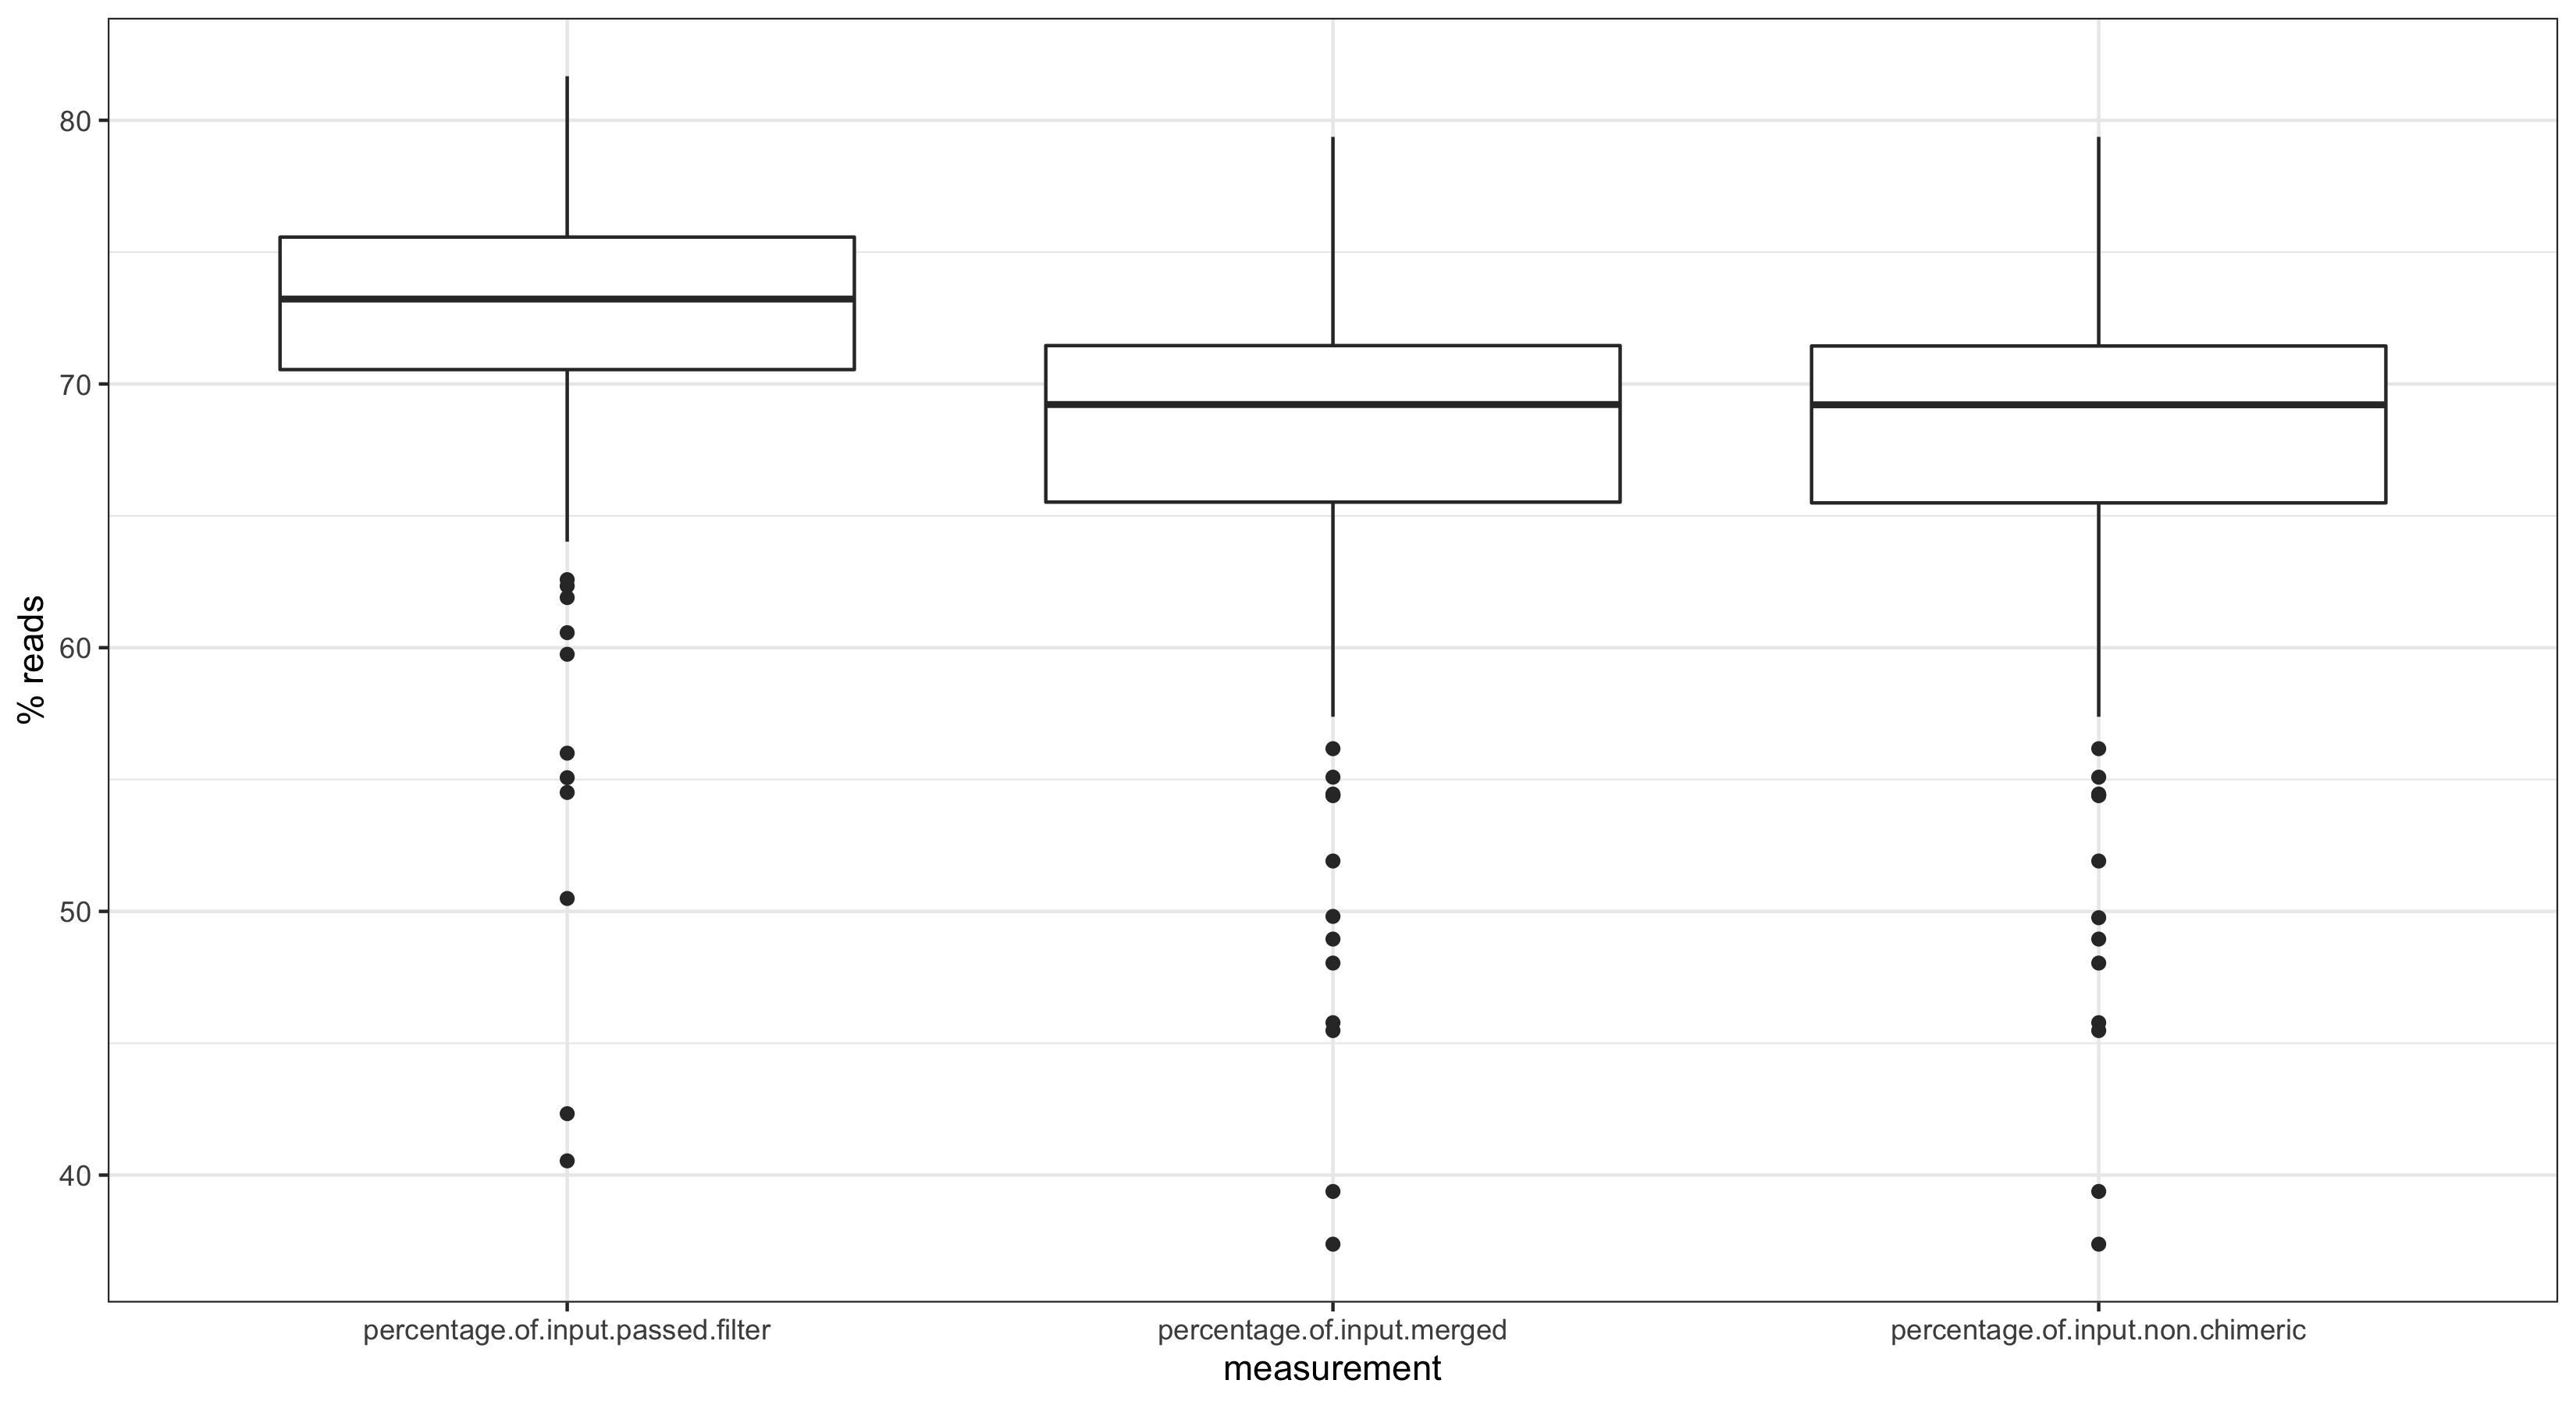 % reads
80
70
60
50
40
percentage.of.input.passed.filter
percentage.of.input.merged
percentage.of.input.non.chimeric
measurement